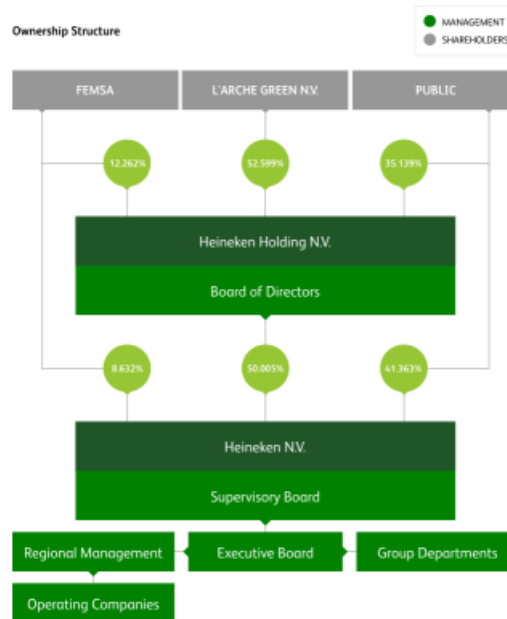 Ownership Structure
MANAGEMENT
SHAREHOLDERS
FEMSA
L'ARCHE GREEN N.V.
PUBLIC
12.262%
52.599%
35.139%
Heineken Holding N.V.
Board of Directors
8.632%
50.005%
41.363%
Heineken N.V.
Supervisory Board
Regional Management
Executive Board
Group Departments
Operating Companies